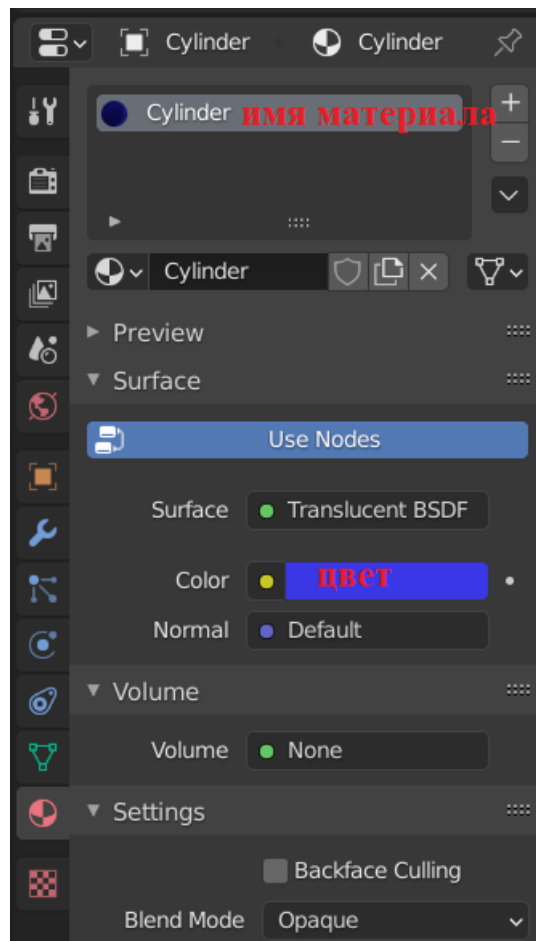 Cylinder Cylinder
Cylinder имя материала
Cylinder
Preview
Surface
Use Nodes
Surface Translucent BSDF
Color цвет
Normal Default
Volume
Volume None
Settings
Backface Culling
Blend Mode Opaque